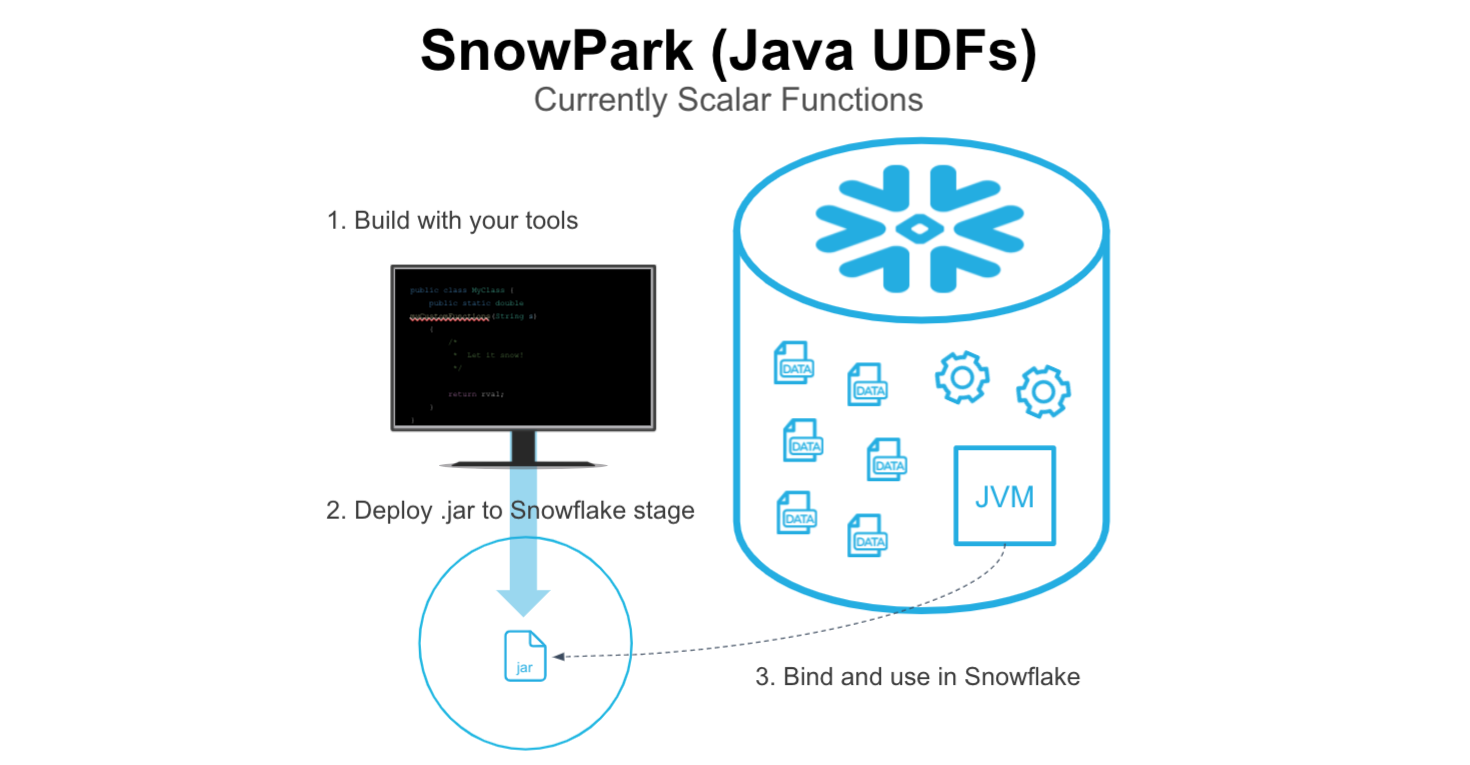 SnowPark (Java UDFs)
Currently Scalar Functions
1. Build with your tools
public class MyClass {
public static double
myCustomFunctions(String s)
{
/*
* Let it snow!
*/
return rval;
}
}
2. Deploy .jar to Snowflake stage
jar
DATA
DATA
DATA
DATA
DATA
DATA
JVM
3. Bind and use in Snowflake